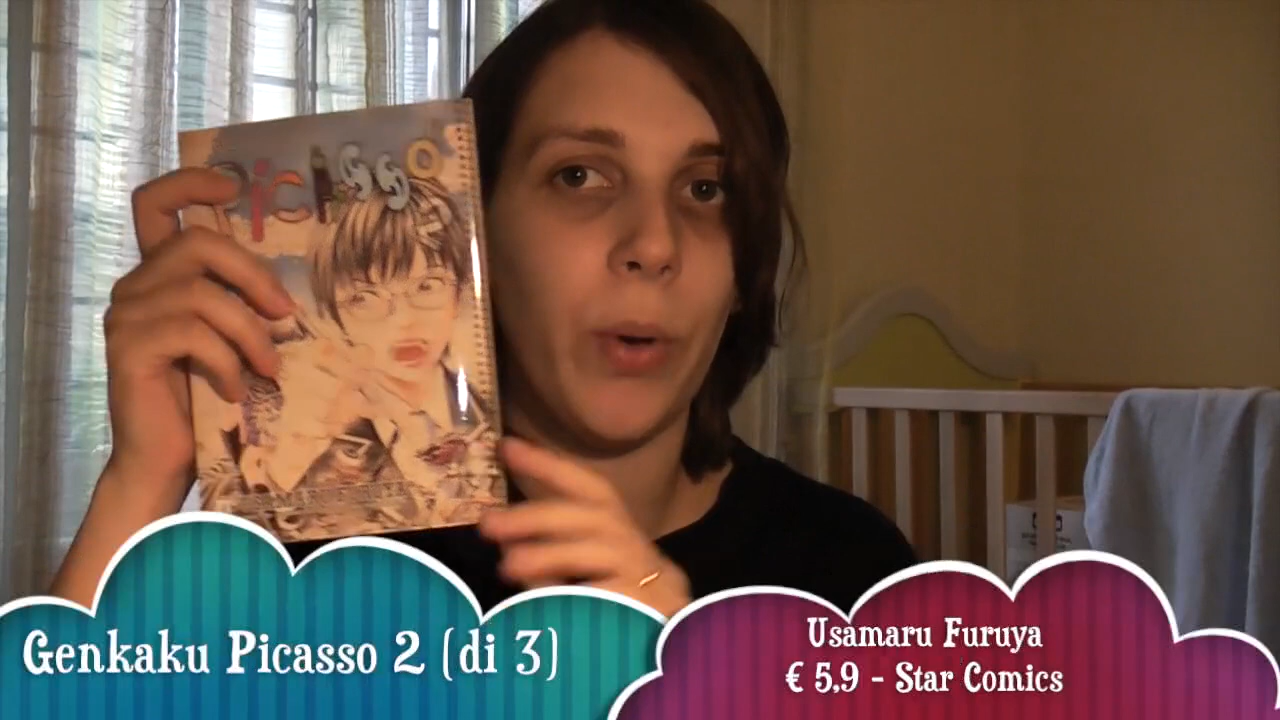 Picasso
Genkaku Picasso 2 (di 3)
Usamaru Furuya
€ 5,9 - Star Comics